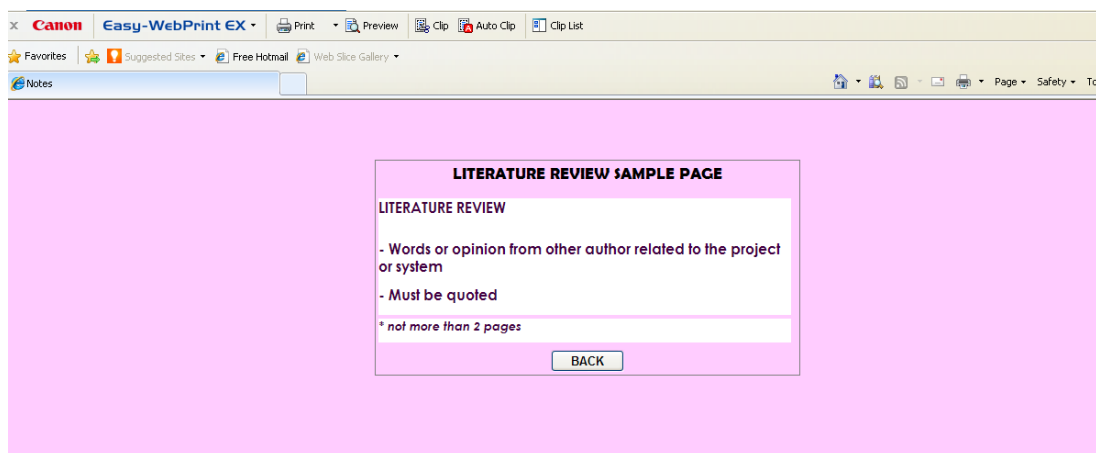 x Canon Easy-WebPrint EX Print Preview Clip Auto Clip Clip List
Favorites Suggested Sites Free Hotmail Web Slice Gallery
Notes Page Safety To
LITERATURE REVIEW SAMPLE PAGE
LITERATURE REVIEW
- Words or opinion from other author related to the project
or system
- Must be quoted
* not more than 2 pages
BACK